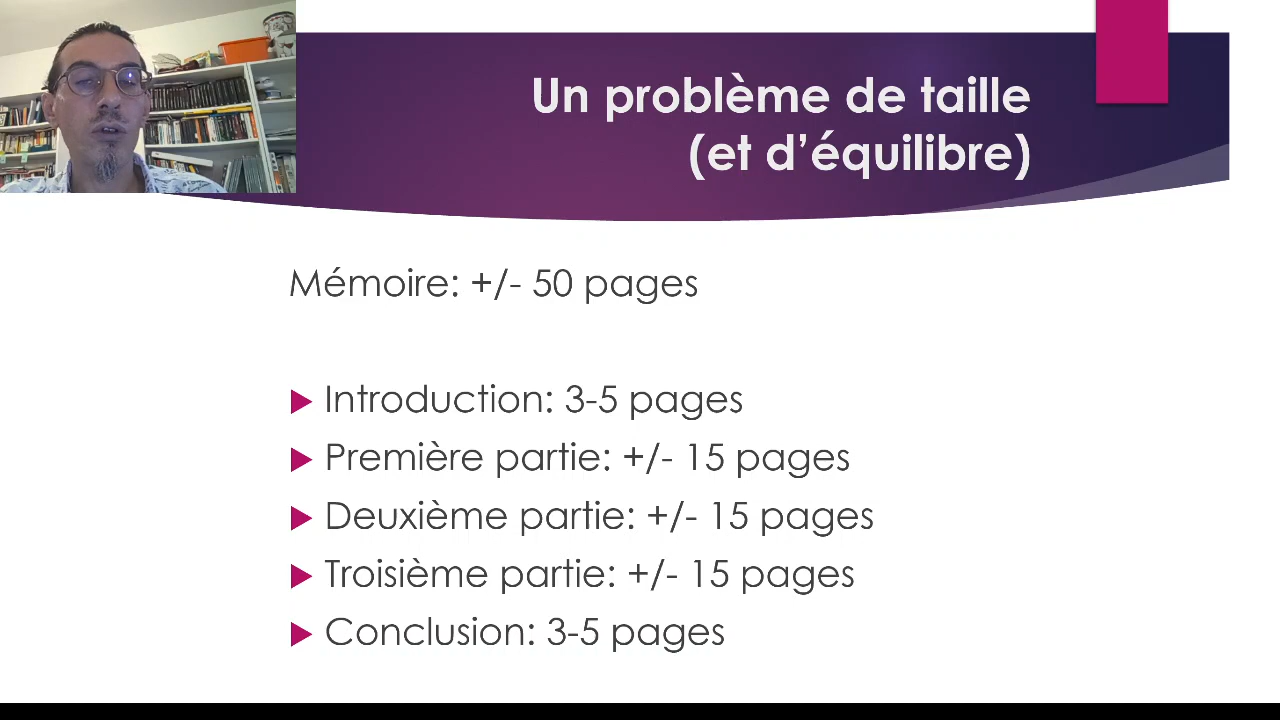 Un problème de taille
(et d’équilibre)
Mémoire: +/- 50 pages
Introduction: 3-5 pages
Première partie: +/- 15 pages
Deuxième partie: +/- 15 pages
Troisième partie: +/- 15 pages
Conclusion: 3-5 pages